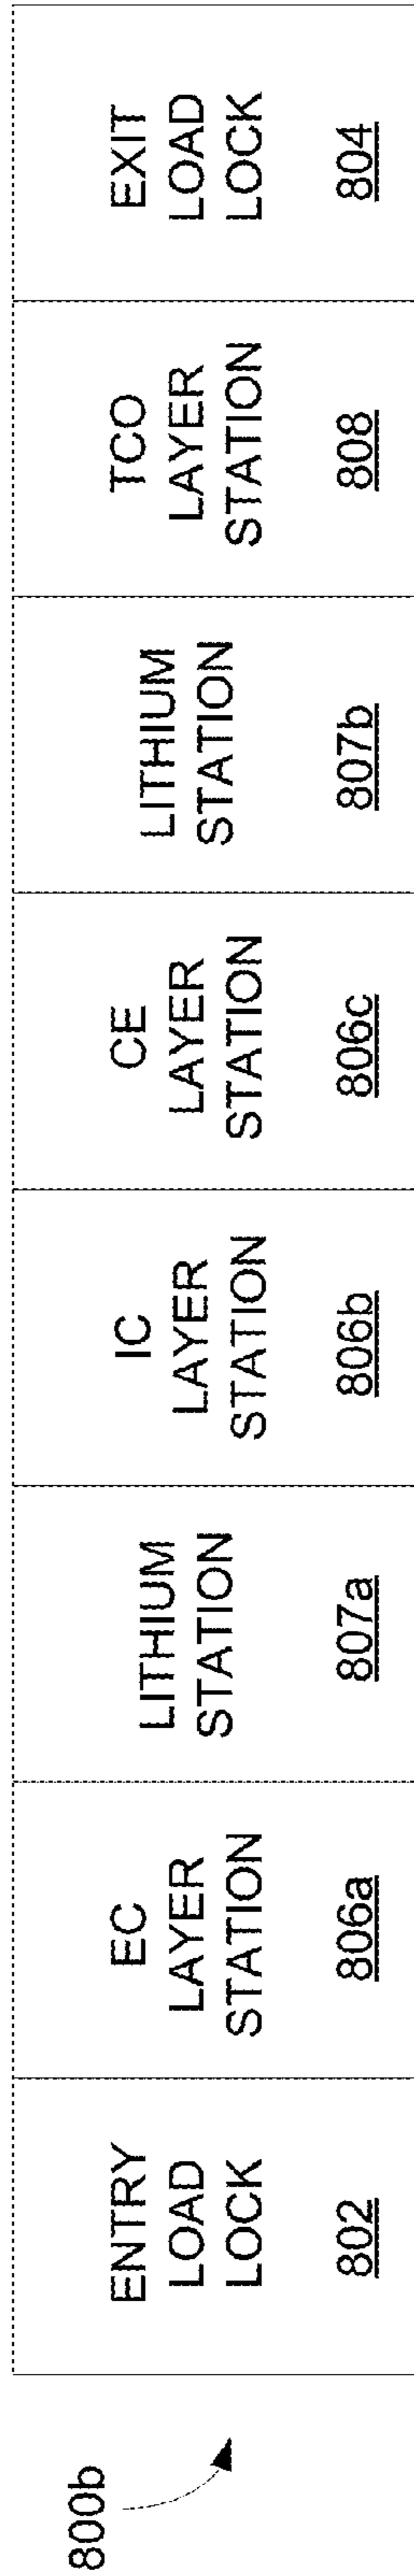 800b
ENTRY
LOAD
LOCK
802
EC
LAYER
STATION
806a
LITHIUM
STATION
807a
IC
LAYER
STATION
806b
CE
LAYER
STATION
806c
LITHIUM
STATION
807b
TCO
LAYER
STATION
808
EXIT
LOAD
LOCK
804